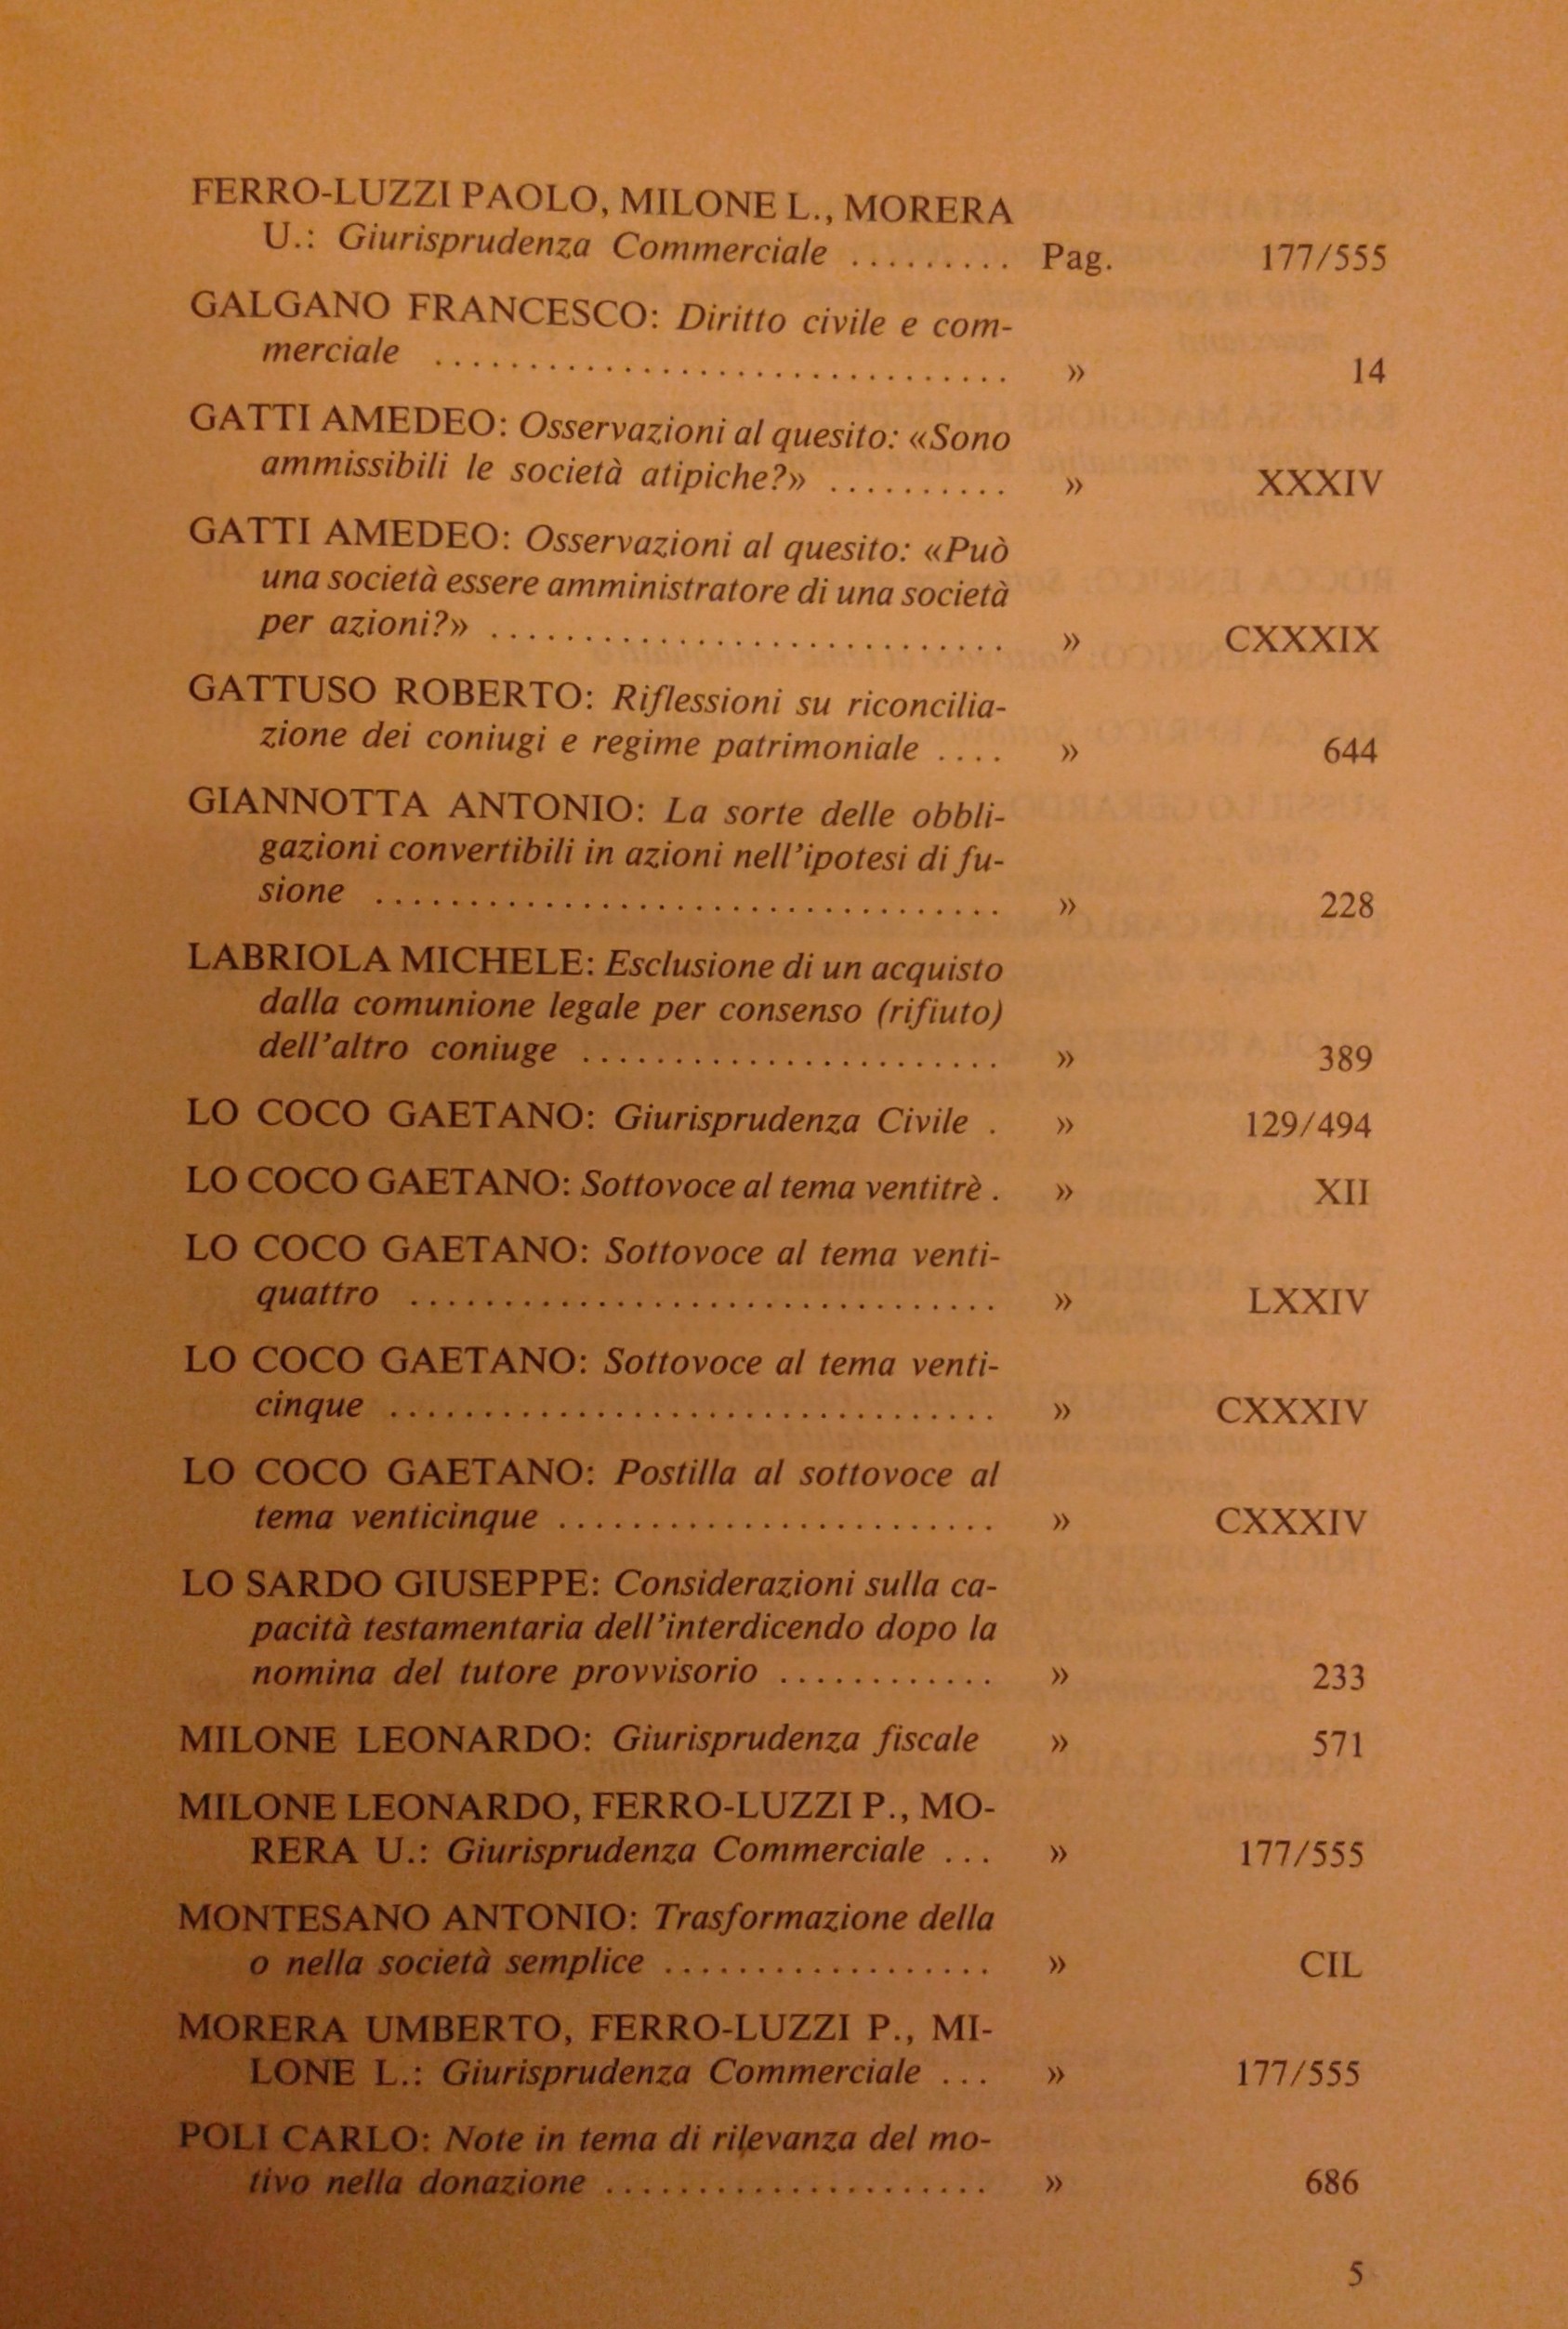 FERRO-LUZZI PAOLO, MILONE L., MORERA
U.: Giurisprudenza Commerciale ......... Pag. 177/555
GALGANO FRANCESCO: Diritto civile e com-
merciale ............................... » 14
GATTI AMEDEO: Osservazioni al quesito: «Sono
ammissibili le società atipiche?» .......... » XXXIV
GATTI AMEDEO: Osservazioni al quesito: «Può
una società essere amministratore di una società
per azioni?» ............................ » CXXXIX
GATTUSO ROBERTO: Riflessioni su riconcilia-
zione dei coniugi e regime patrimoniale .... » 644
GIANNOTTA ANTONIO: La sorte delle obbli-
gazioni convertibili in azioni nell'ipotesi di fu-
sione .................................. » 228
LABRIOLA MICHELE: Esclusione di un acquisto
dalla comunione legale per consenso (rifiuto)
dell'altro coniuge ....................... » 389
LO COCO GAETANO: Giurisprudenza Civile . » 129/494
LO COCO GAETANO: Sottovoce al tema ventitrè . » XII
LO COCO GAETANO: Sottovoce al tema venti-
quattro ................................ » LXXIV
LO COCO GAETANO: Sottovoce al tema venti-
cinque ................................. » CXXXIV
LO COCO GAETANO: Postilla al sottovoce al
tema venticinque ........................ » CXXXIV
LO SARDO GIUSEPPE: Considerazioni sulla ca-
pacità testamentaria dell'interdicendo dopo la
nomina del tutore provvisorio ............ » 233
MILONE LEONARDO: Giurisprudenza fiscale » 571
MILONE LEONARDO, FERRO-LUZZI P., MO-
RERA U.: Giurisprudenza Commerciale ... » 177/555
MONTESANO ANTONIO: Trasformazione della
o nella società semplice .................. » CIL
MORERA UMBERTO, FERRO-LUZZI P., MI-
LONE L.: Giurisprudenza Commerciale ... » 177/555
POLI CARLO: Note in tema di rilevanza del mo-
tivo nella donazione ..................... » 686
5